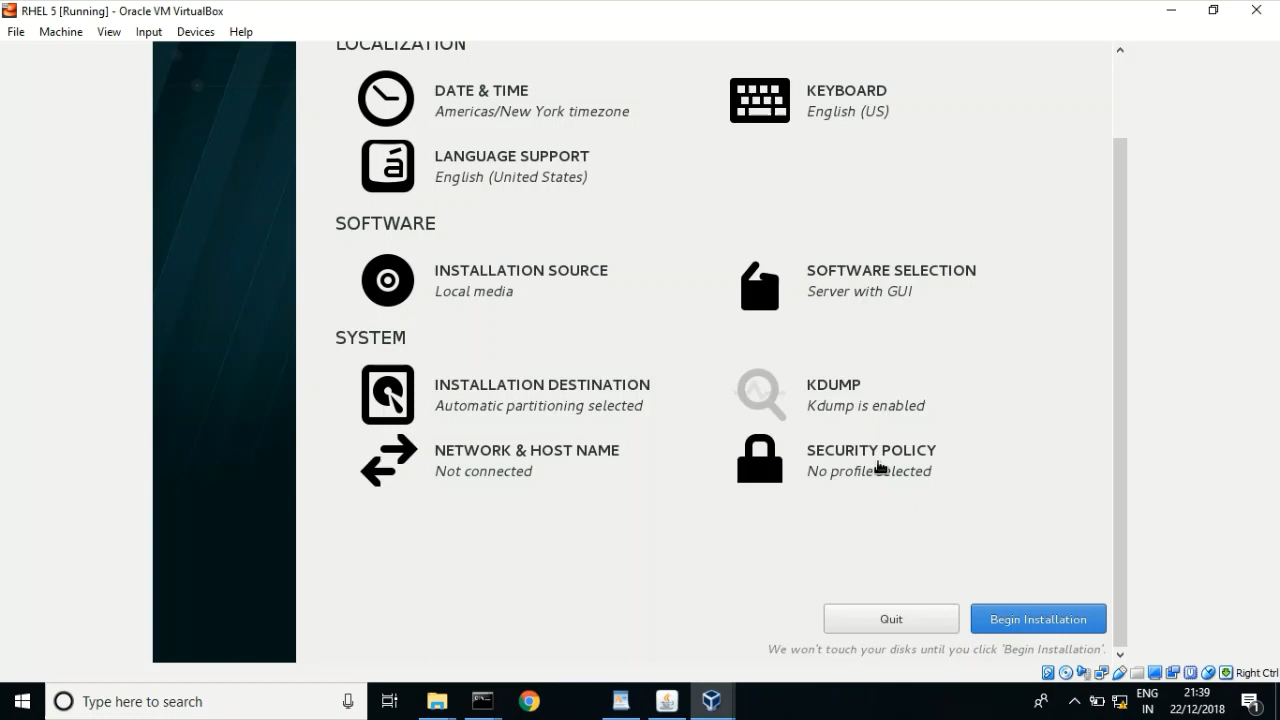 RHEL 5 [Running] - Oracle VM VirtualBox
File Machine View Input Devices Help
LOCALIZATION
DATE & TIME
Americas/New York timezone
KEYBOARD
English (US)
LANGUAGE SUPPORT
English (United States)
SOFTWARE
INSTALLATION SOURCE
Local media
SOFTWARE SELECTION
Server with GUI
SYSTEM
INSTALLATION DESTINATION
Automatic partitioning selected
KDUMP
Kdump is enabled
NETWORK & HOST NAME
Not connected
SECURITY POLICY
No profile selected
Quit
Begin Installation
We won't touch your disks until you click 'Begin Installation'.
Right Ctrl
Type here to search
ENG
IN
21:39
22/12/2018
1